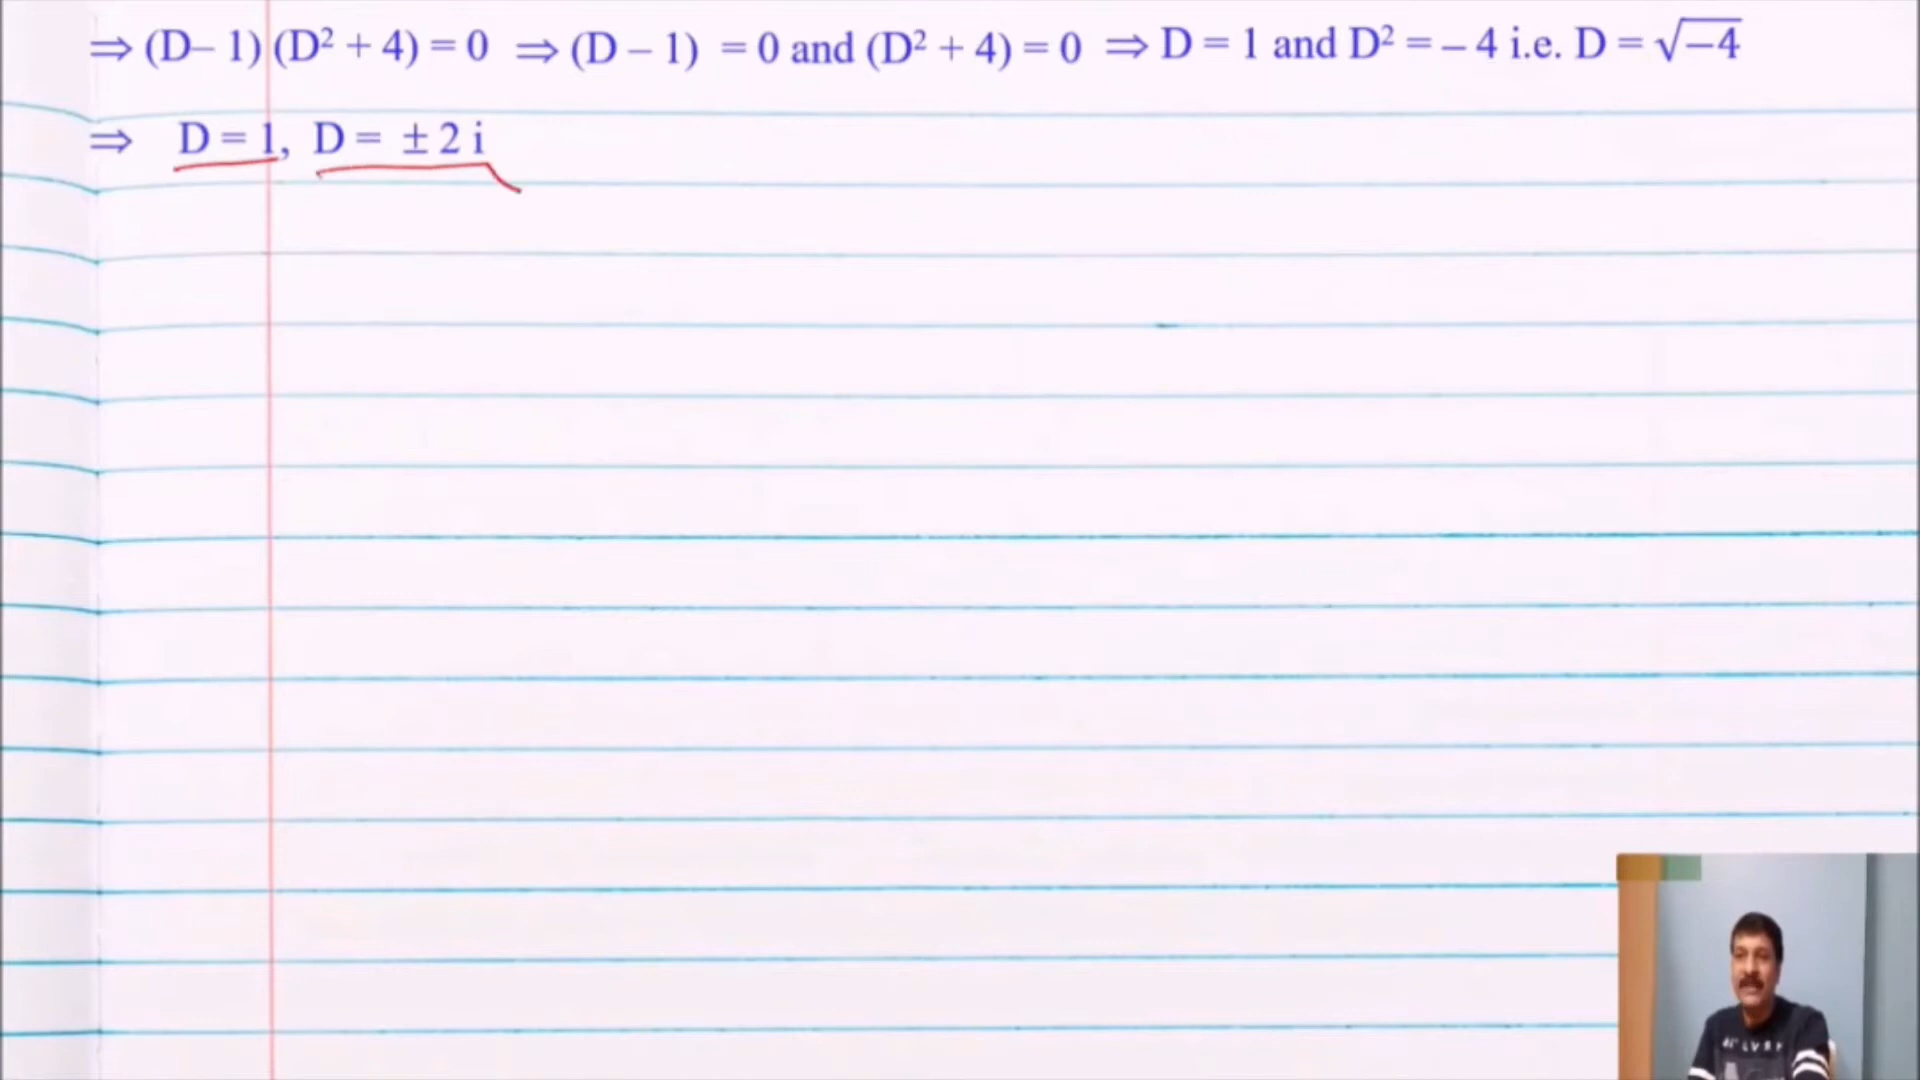 ⇒ (D– 1) (D² + 4) = 0 ⇒ (D – 1) = 0 and (D² + 4) = 0 ⇒ D = 1 and D² = – 4 i.e. D = √−4
⇒ D = 1, D = ± 2 i